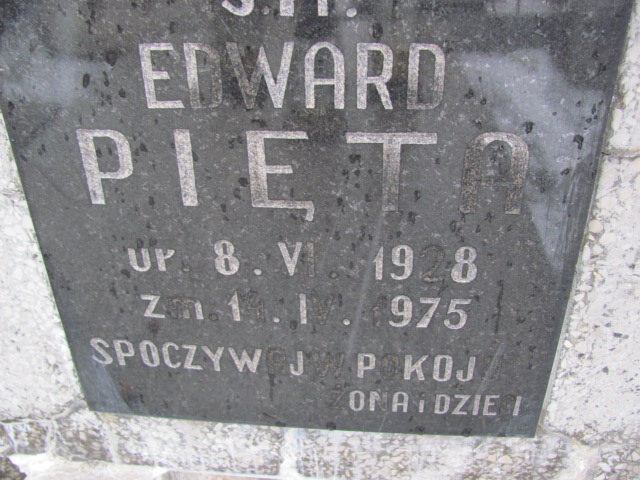 Ś.P.
EDWARD
PIĘTA
ur. 8. VI. 1928
zm. 14. IV. 1975
SPOCZYWAJ W POKOJU
ŻONA I DZIECI